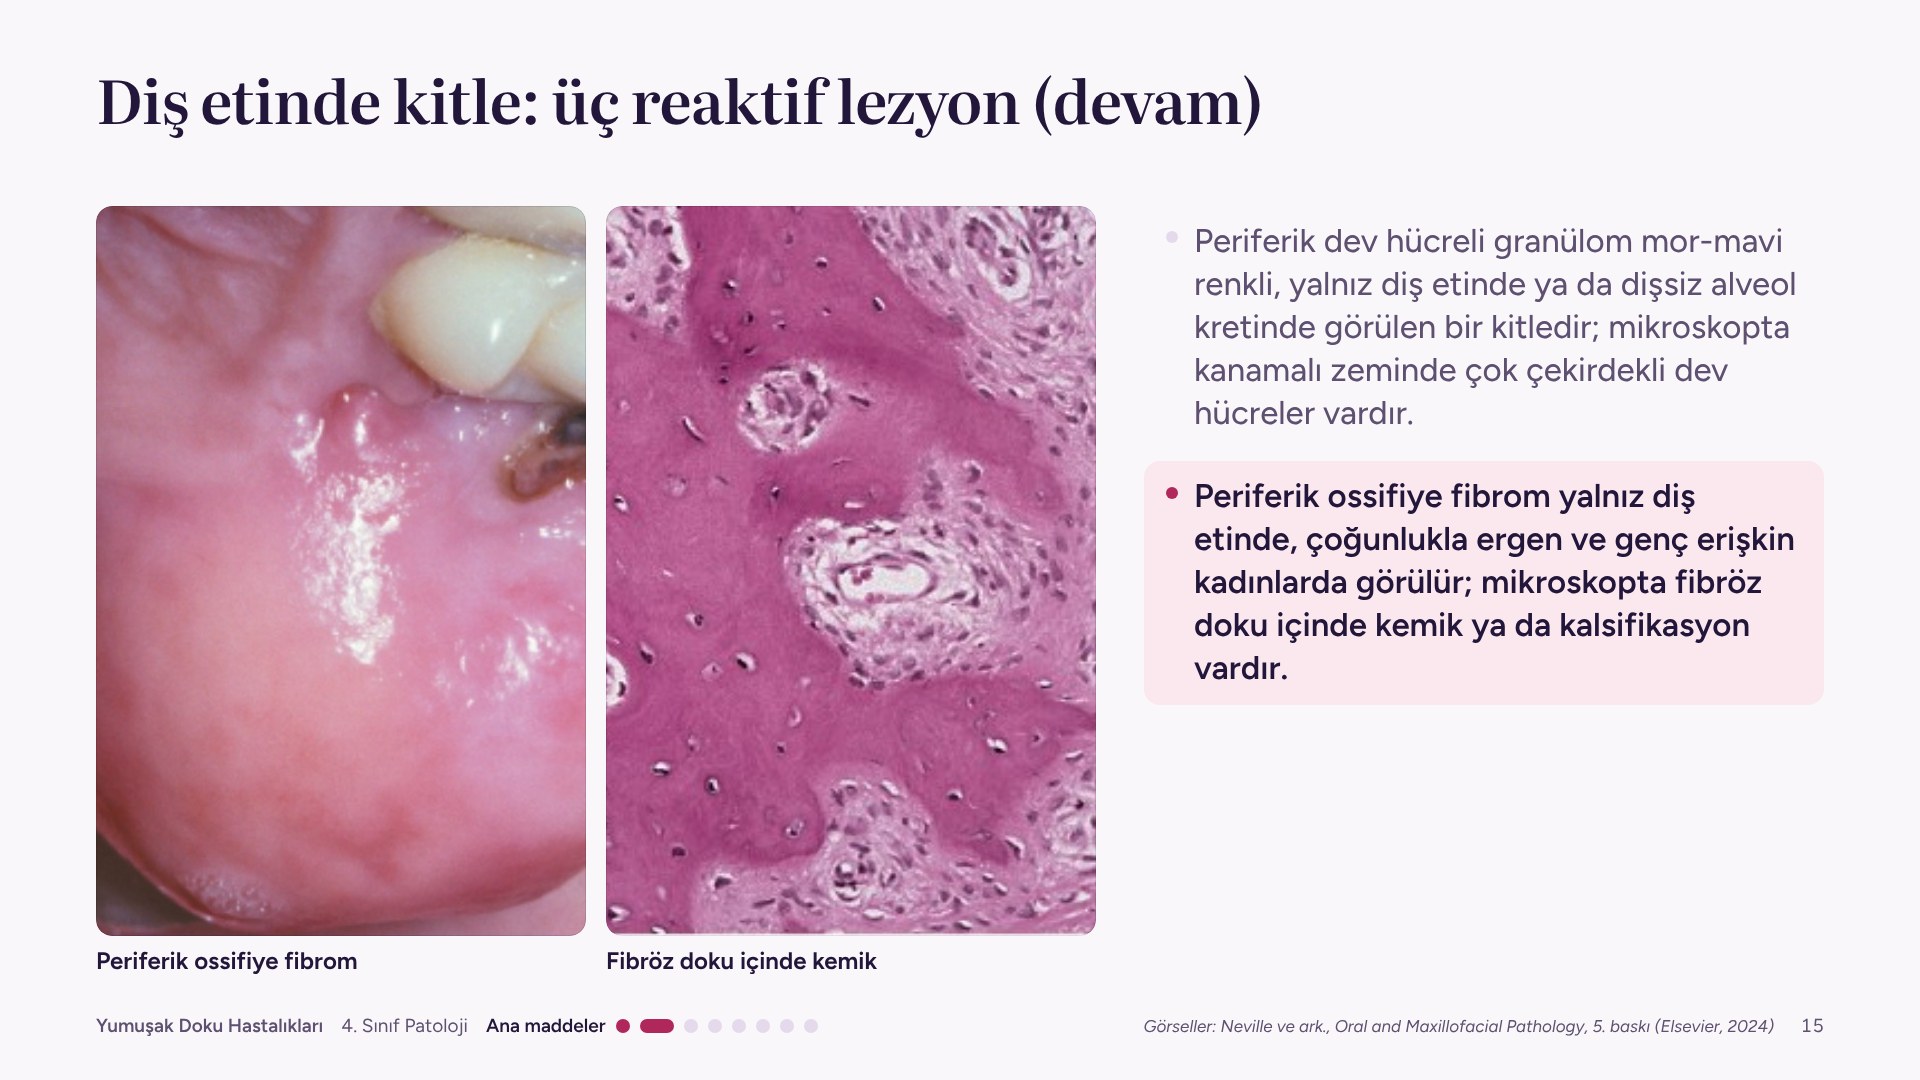 Diş etinde kitle: üç reaktif lezyon (devam)
Periferik dev hücreli granülom mor-mavi
renkli, yalnız diş etinde ya da dişsiz alveol
kretinde görülen bir kitledir; mikroskopta
kanamalı zeminde çok çekirdekli dev
hücreler vardır.
Periferik ossifiye fibrom yalnız diş
etinde, çoğunlukla ergen ve genç erişkin
kadınlarda görülür; mikroskopta fibröz
doku içinde kemik ya da kalsifikasyon
vardır.
Periferik ossifiye fibrom
Fibröz doku içinde kemik
Yumuşak Doku Hastalıkları 4. Sınıf Patoloji Ana maddeler
Görseller: Neville ve ark., Oral and Maxillofacial Pathology, 5. baskı (Elsevier, 2024) 15